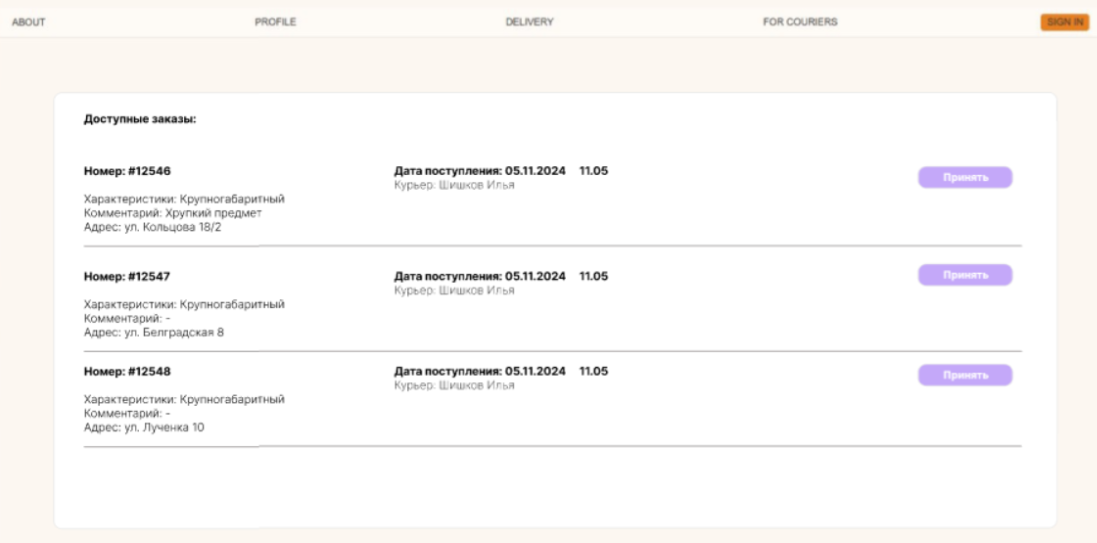 ABOUT PROFILE DELIVERY FOR COURIERS SIGN IN
Доступные заказы:
Номер: #12546 Дата поступления: 05.11.2024 11.05 Принять
Курьер: Шишков Илья
Характеристики: Крупногабаритный
Комментарий: Хрупкий предмет
Адрес: ул. Кольцова 18/2
Номер: #12547 Дата поступления: 05.11.2024 11.05 Принять
Курьер: Шишков Илья
Характеристики: Крупногабаритный
Комментарий: -
Адрес: ул. Белградская 8
Номер: #12548 Дата поступления: 05.11.2024 11.05 Принять
Курьер: Шишков Илья
Характеристики: Крупногабаритный
Комментарий: -
Адрес: ул. Лученка 10